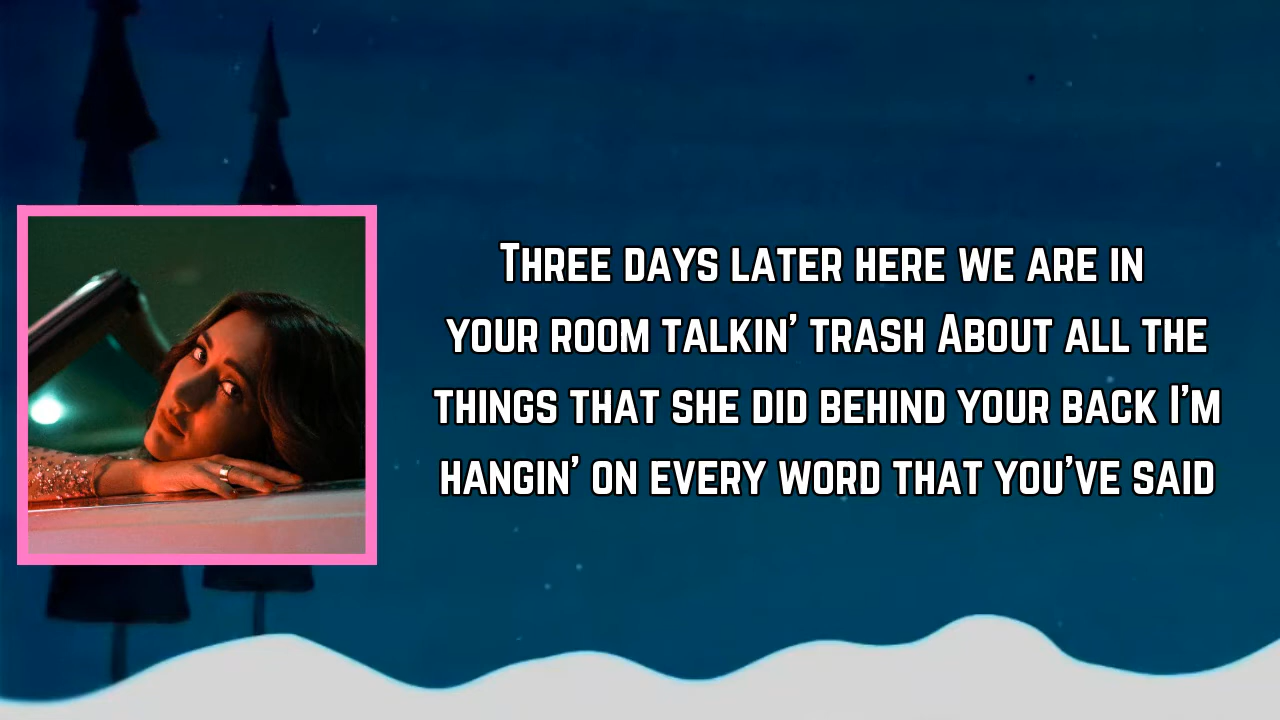 Three days later here we are in
your room talkin' trash About all the
things that she did behind your back I'm
hangin' on every word that you've said